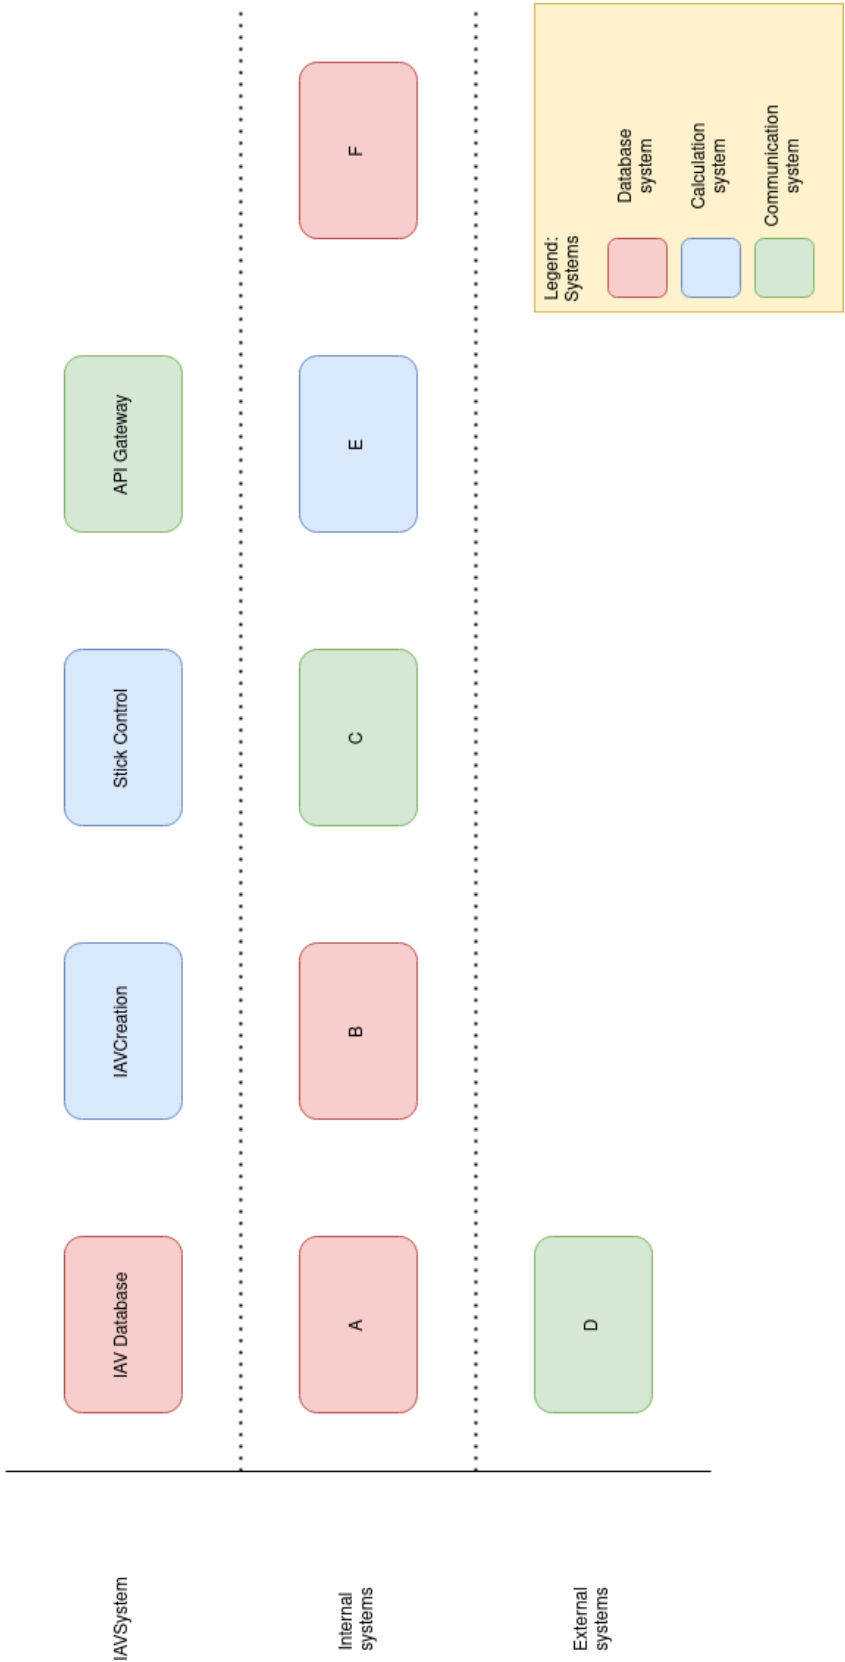 IAVSystem
IAV Database
IAVCreation
Stick Control
API Gateway
Internal
systems
A
B
C
E
F
External
systems
D
Legend:
Systems
Database
system
Calculation
system
Communication
system